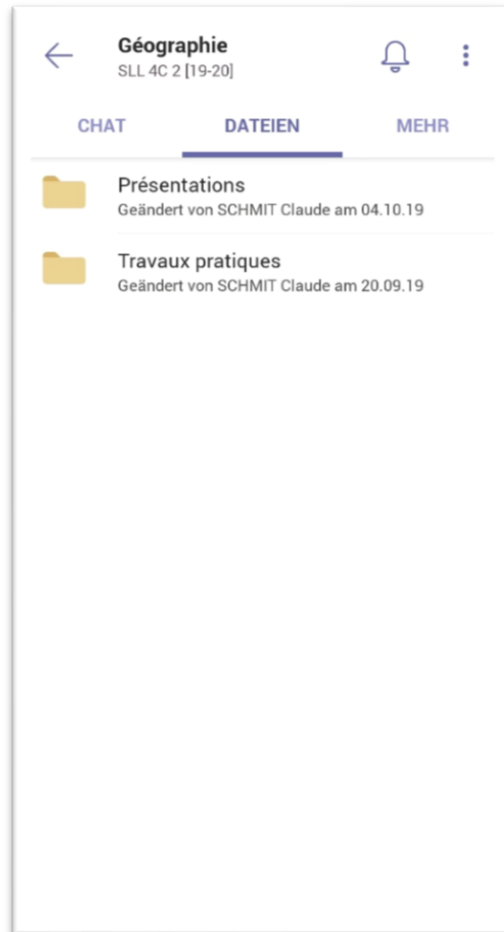 Géographie
SLL 4C 2 [19-20]
CHAT DATEIEN MEHR
Présentations
Geändert von SCHMIT Claude am 04.10.19
Travaux pratiques
Geändert von SCHMIT Claude am 20.09.19